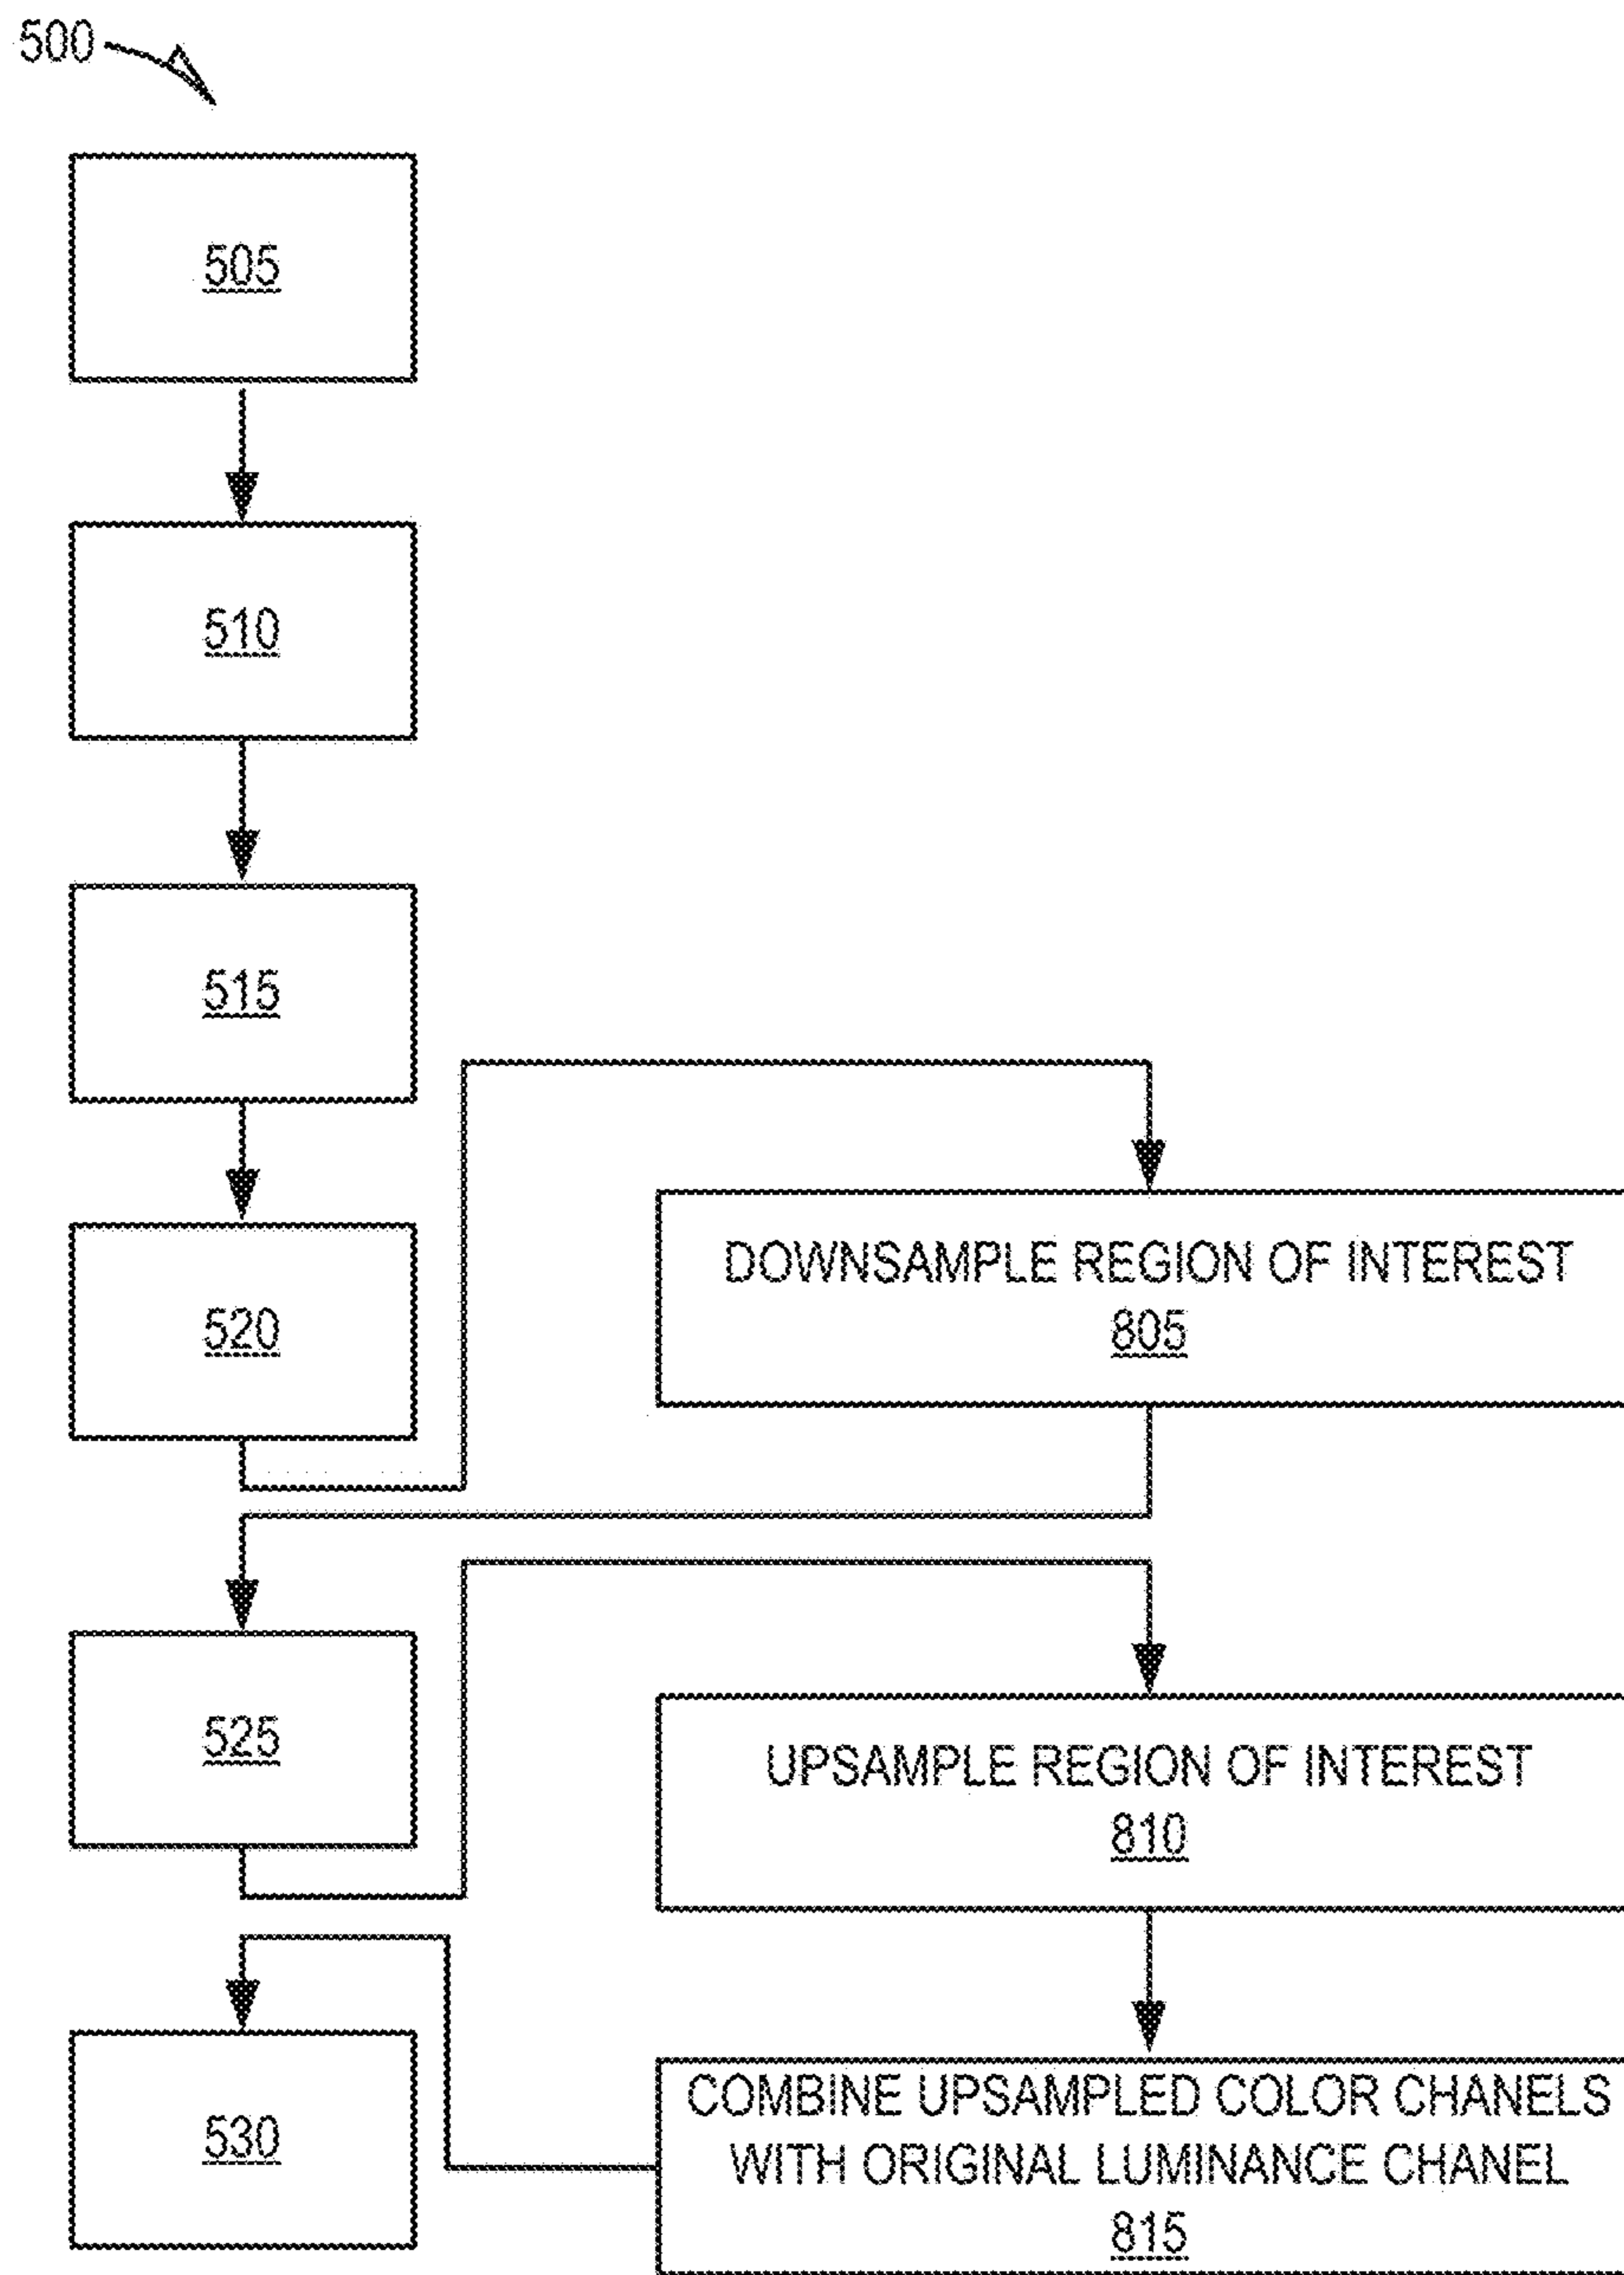 500
505
510
515
520
DOWNSAMPLE REGION OF INTEREST
805
525
UPSAMPLE REGION OF INTEREST
810
530
COMBINE UPSAMPLED COLOR CHANELS
WITH ORIGINAL LUMINANCE CHANEL
815